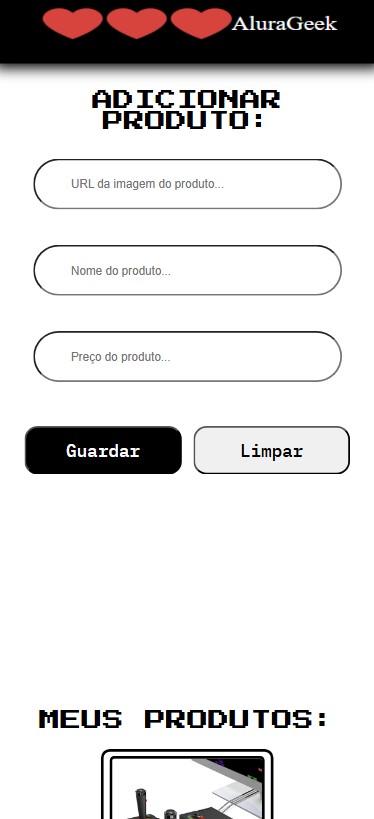 AluraGeek
ADICIONAR
PRODUTO:
URL da imagem do produto...
Nome do produto...
Preço do produto...
Guardar
Limpar
MEUS PRODUTOS: